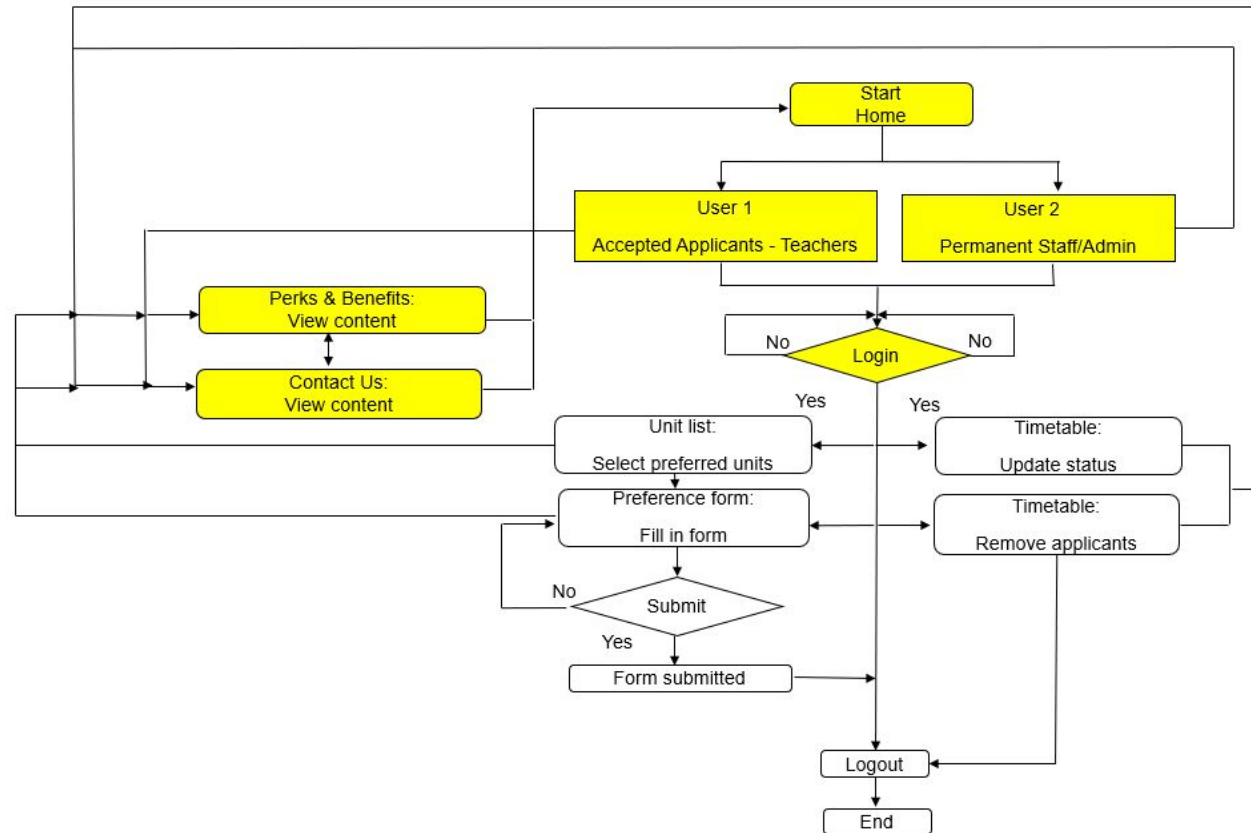 Start
Home
User 1
Accepted Applicants - Teachers
User 2
Permanent Staff/Admin
Perks & Benefits:
View content
No
Login
No
Contact Us:
View content
Yes
Yes
Unit list:
Select preferred units
Timetable:
Update status
Preference form:
Fill in form
Timetable:
Remove applicants
No
Submit
Yes
Form submitted
Logout
End